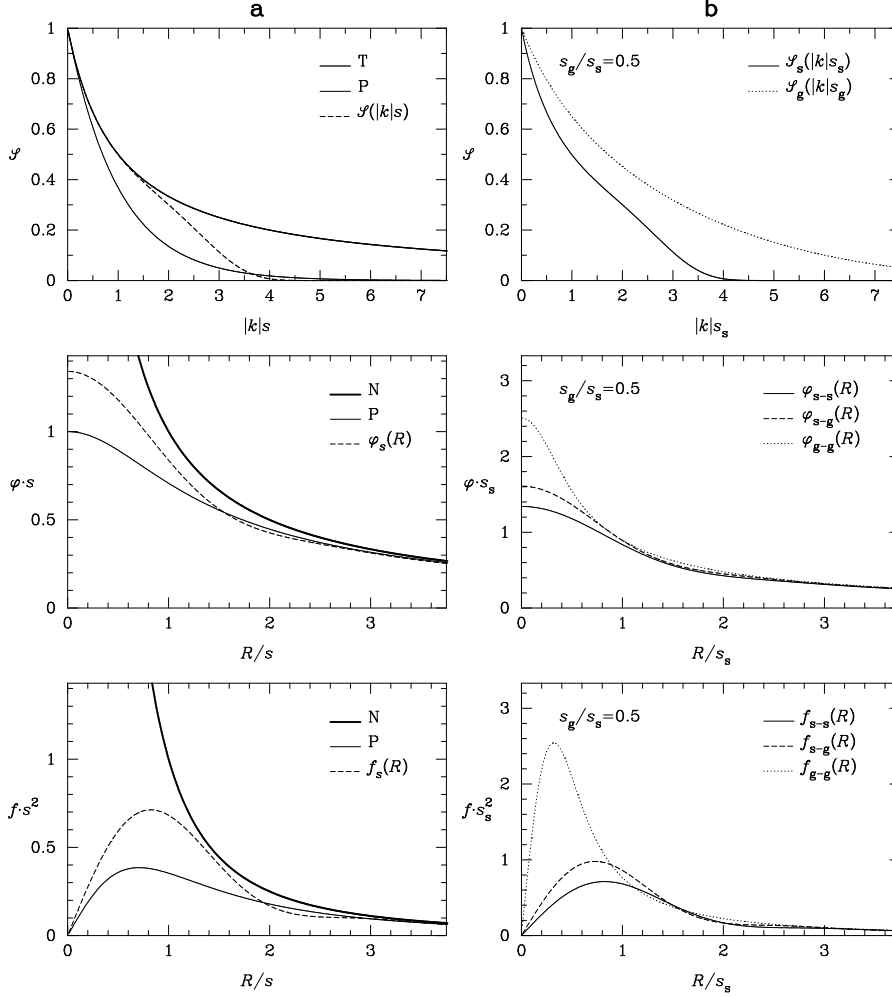 a
1
0.8
0.6
0.4
0.2
0
𝒮
T
P
𝒮(|k|s)
0 1 2 3 4 5 6 7
|k|s
b
1
0.8
0.6
0.4
0.2
0
𝒮
s_g/s_s=0.5
𝒮_s(|k|s_s)
𝒮_g(|k|s_g)
0 1 2 3 4 5 6 7
|k|s_s
1
0.5
0
φ·s
N
P
φ_s(R)
0 1 2 3
R/s
3
2
1
0
φ·s_s
s_g/s_s=0.5
φ_s-s(R)
φ_s-g(R)
φ_g-g(R)
0 1 2 3
R/s_s
1
0.5
0
f·s²
N
P
f_s(R)
0 1 2 3
R/s
3
2
1
0
f·s_s²
s_g/s_s=0.5
f_s-s(R)
f_s-g(R)
f_g-g(R)
0 1 2 3
R/s_s